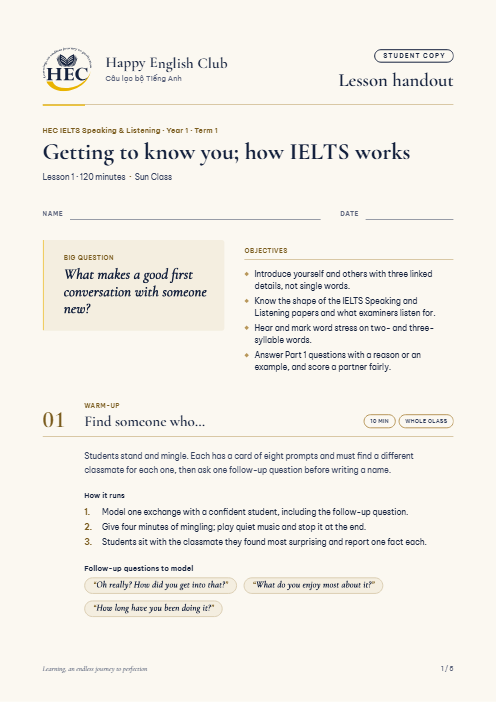 HEC
Happy English Club
Câu lạc bộ Tiếng Anh
STUDENT COPY
Lesson handout
HEC IELTS Speaking & Listening · Year 1 · Term 1
Getting to know you; how IELTS works
Lesson 1 · 120 minutes · Sun Class
NAME
DATE
BIG QUESTION
What makes a good first
conversation with someone
new?
OBJECTIVES
Introduce yourself and others with three linked
details, not single words.
Know the shape of the IELTS Speaking and
Listening papers and what examiners listen for.
Hear and mark word stress on two- and three-
syllable words.
Answer Part 1 questions with a reason or an
example, and score a partner fairly.
01
WARM-UP
Find someone who…
10 MIN
WHOLE CLASS
Students stand and mingle. Each has a card of eight prompts and must find a different
classmate for each one, then ask one follow-up question before writing a name.
How it runs
1. Model one exchange with a confident student, including the follow-up question.
2. Give four minutes of mingling; play quiet music and stop it at the end.
3. Students sit with the classmate they found most surprising and report one fact each.
Follow-up questions to model
“Oh really? How did you get into that?”
“What do you enjoy most about it?”
“How long have you been doing it?”
Learning, an endless journey to perfection
1 / 6